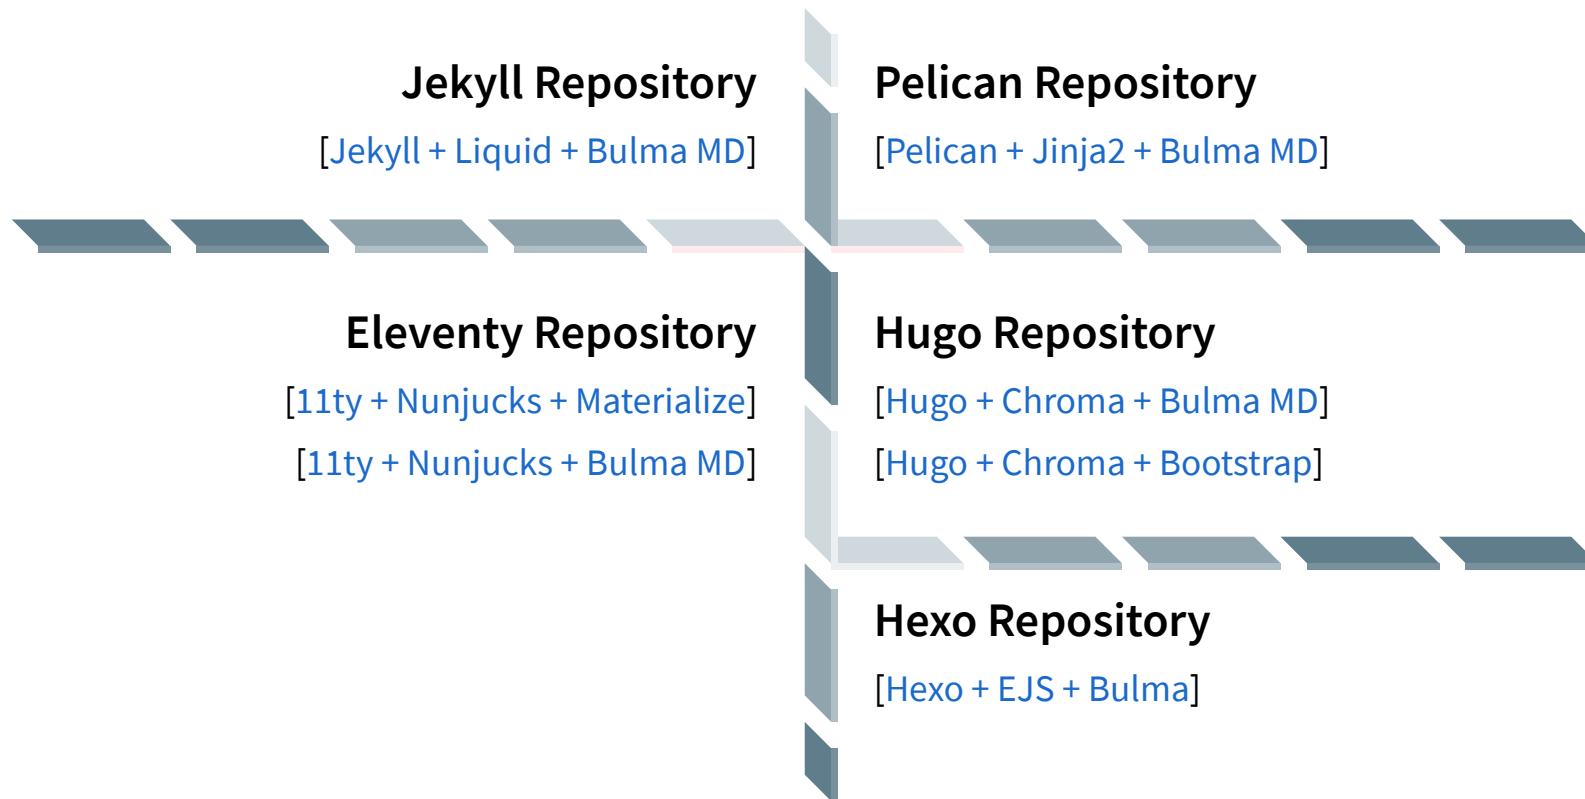 Jekyll Repository
[Jekyll + Liquid + Bulma MD]
Pelican Repository
[Pelican + Jinja2 + Bulma MD]
Eleventy Repository
[11ty + Nunjucks + Materialize]
[11ty + Nunjucks + Bulma MD]
Hugo Repository
[Hugo + Chroma + Bulma MD]
[Hugo + Chroma + Bootstrap]
Hexo Repository
[Hexo + EJS + Bulma]